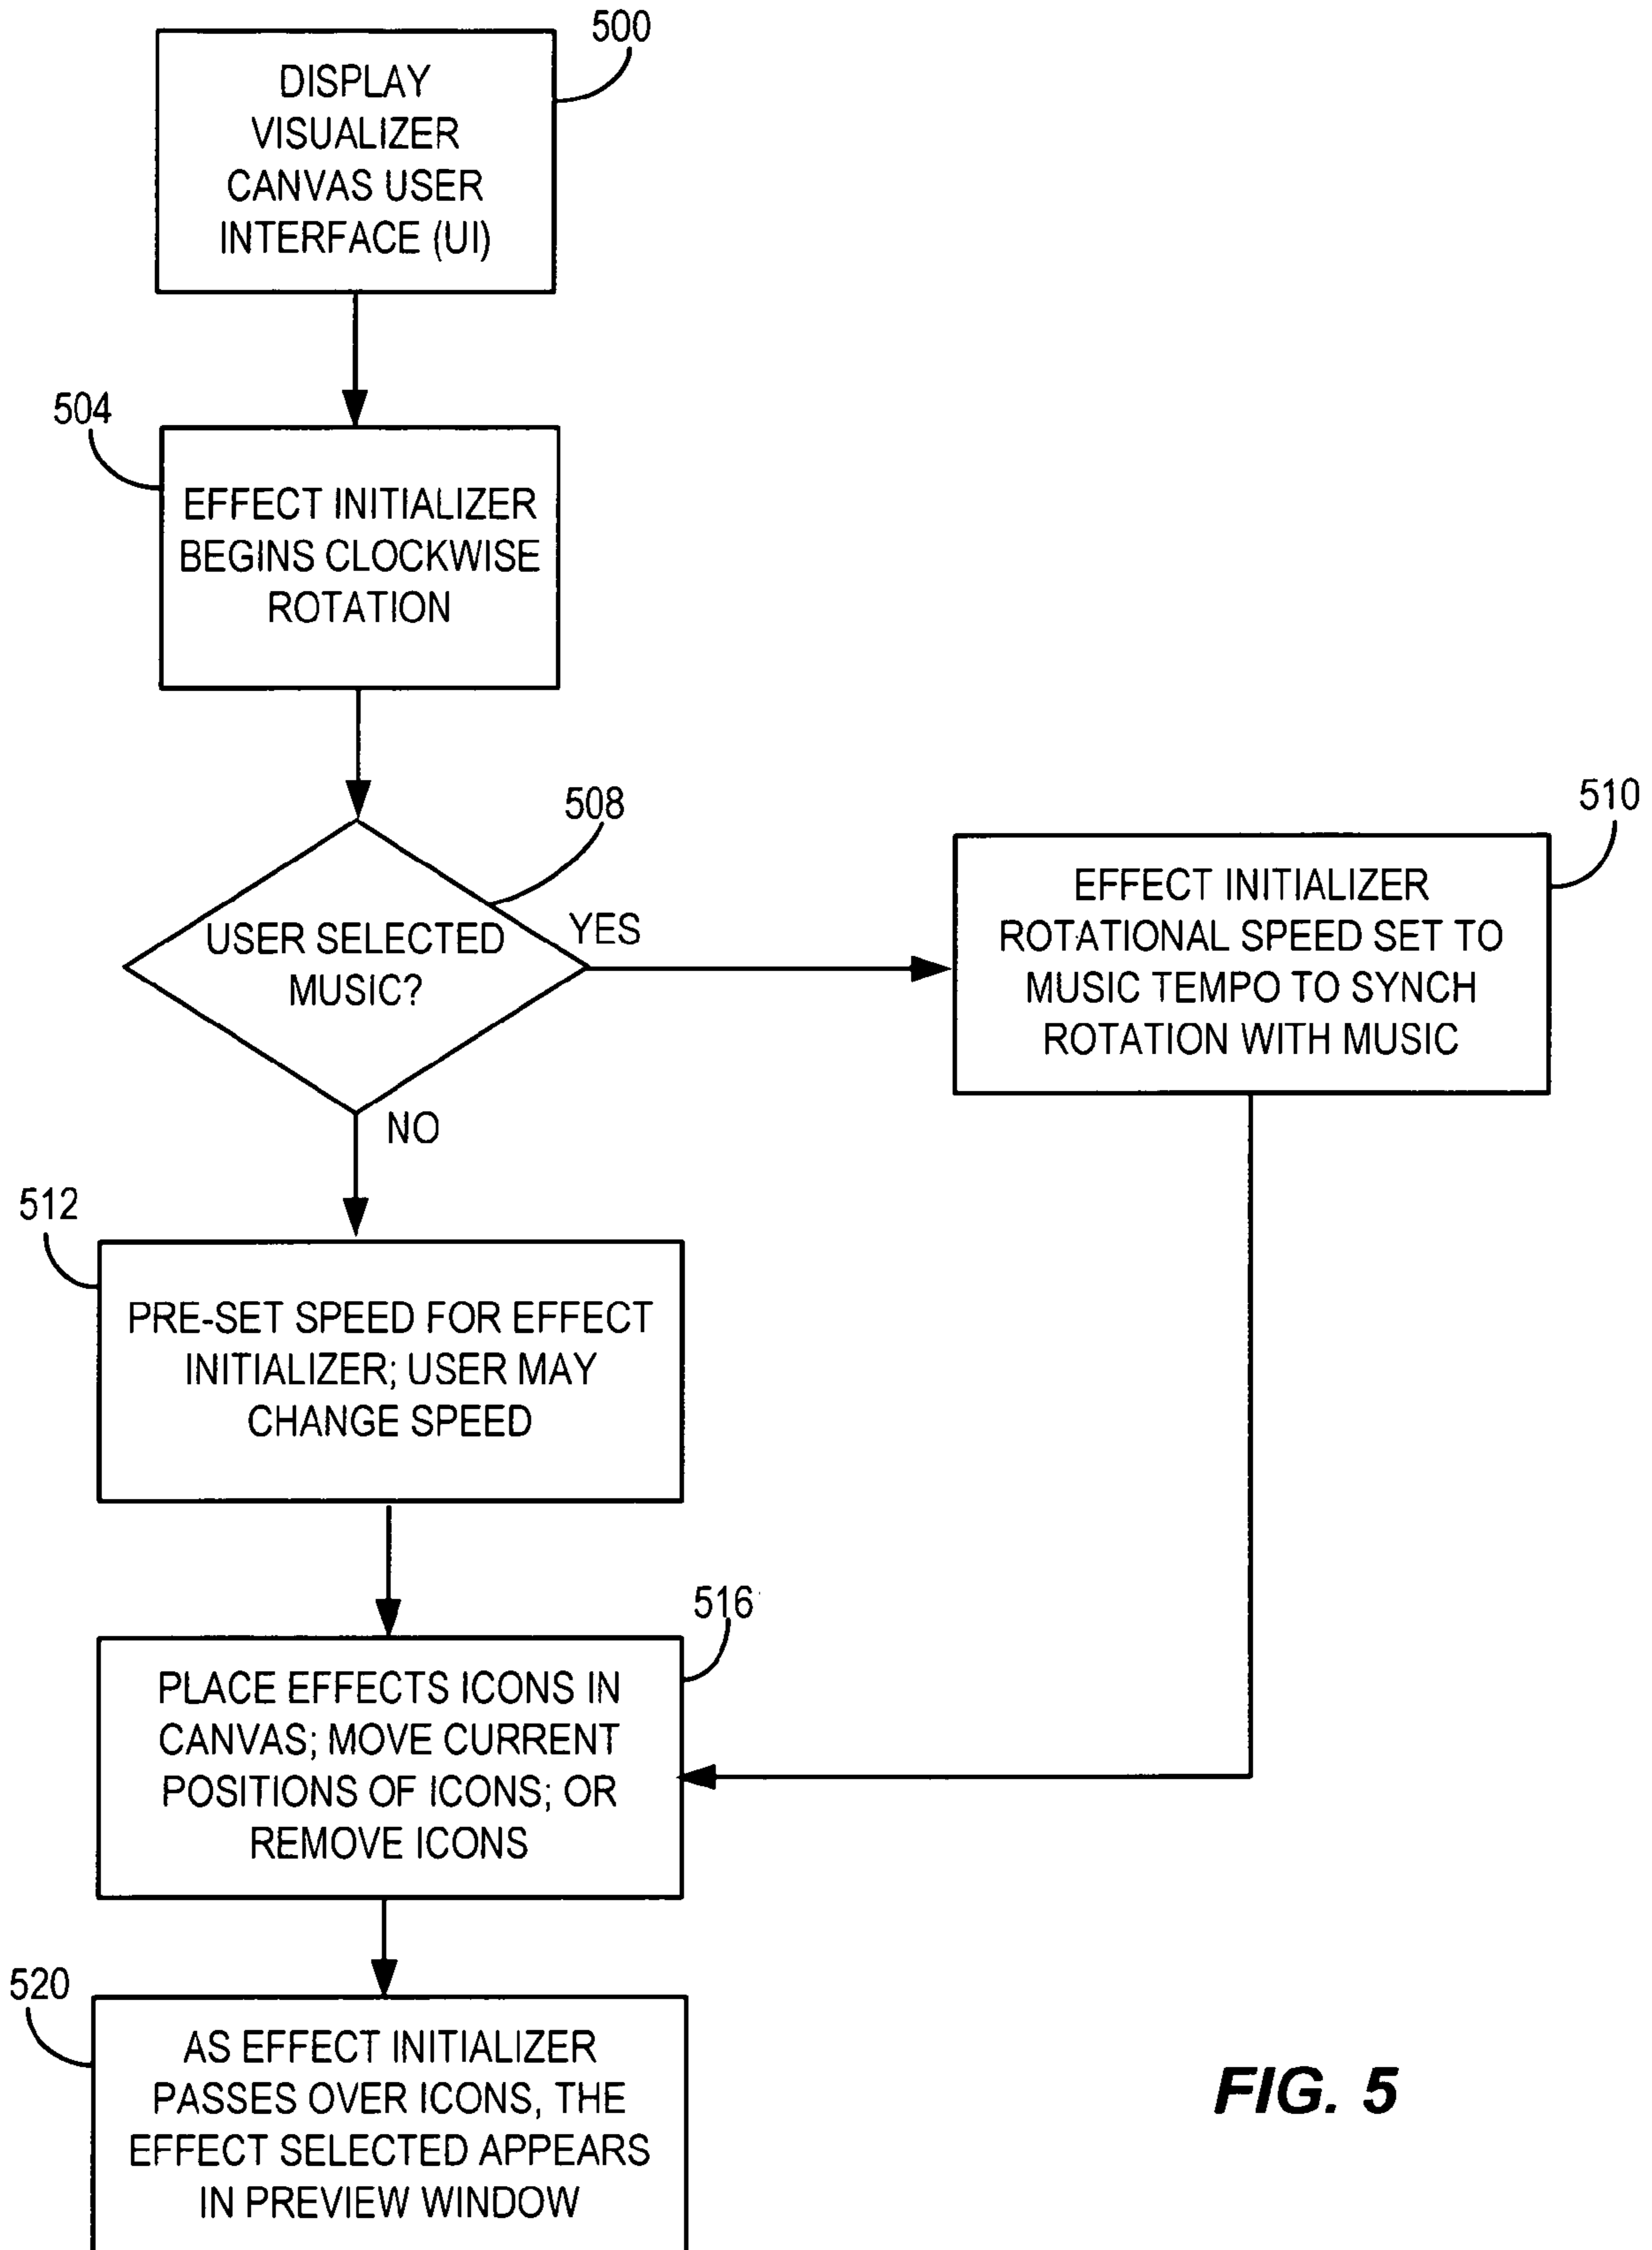 500
DISPLAY
VISUALIZER
CANVAS USER
INTERFACE (UI)
504
EFFECT INITIALIZER
BEGINS CLOCKWISE
ROTATION
508
USER SELECTED
MUSIC?
YES
NO
510
EFFECT INITIALIZER
ROTATIONAL SPEED SET TO
MUSIC TEMPO TO SYNCH
ROTATION WITH MUSIC
512
PRE-SET SPEED FOR EFFECT
INITIALIZER; USER MAY
CHANGE SPEED
516
PLACE EFFECTS ICONS IN
CANVAS; MOVE CURRENT
POSITIONS OF ICONS; OR
REMOVE ICONS
520
AS EFFECT INITIALIZER
PASSES OVER ICONS, THE
EFFECT SELECTED APPEARS
IN PREVIEW WINDOW
FIG. 5